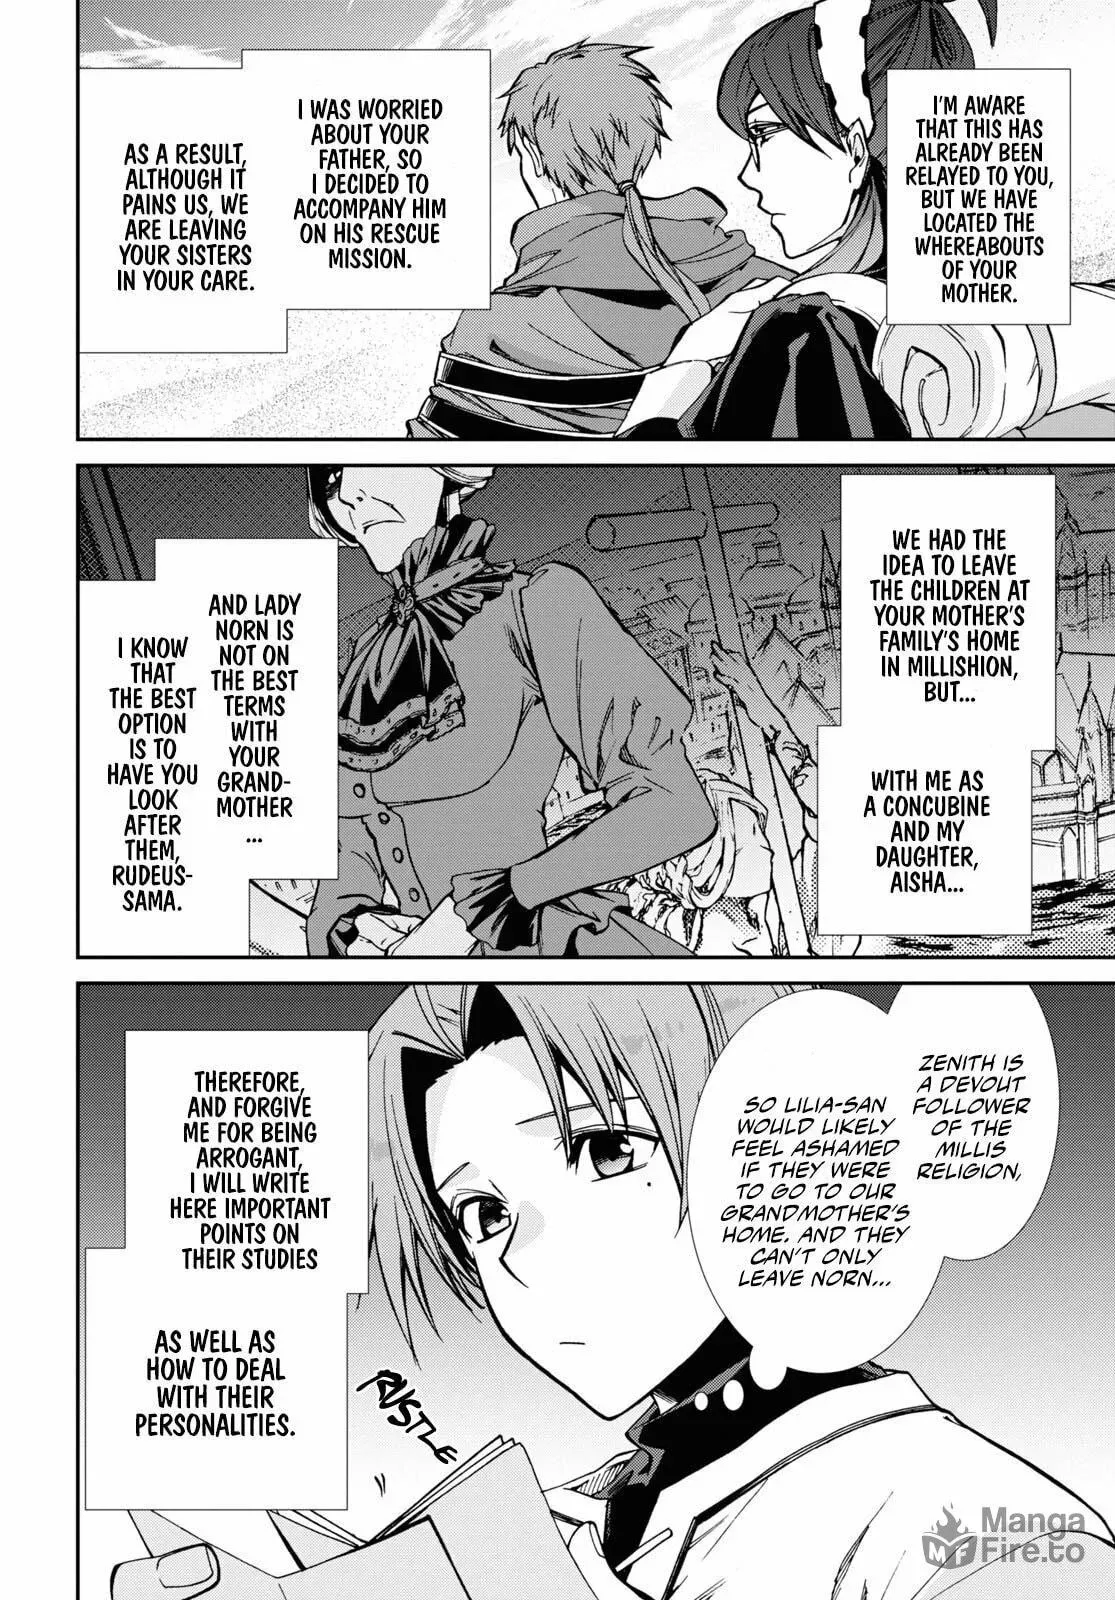 I'M AWARE
THAT THIS HAS
ALREADY BEEN
RELAYED TO YOU,
BUT WE HAVE
LOCATED THE
WHEREABOUTS
OF YOUR
MOTHER.
I WAS WORRIED
ABOUT YOUR
FATHER, SO
I DECIDED TO
ACCOMPANY HIM
ON HIS RESCUE
MISSION.
AS A RESULT,
ALTHOUGH IT
PAINS US, WE
ARE LEAVING
YOUR SISTERS
IN YOUR CARE.
WE HAD THE
IDEA TO LEAVE
THE CHILDREN AT
YOUR MOTHER'S
FAMILY'S HOME
IN MILLISHION,
BUT...
WITH ME AS
A CONCUBINE
AND MY
DAUGHTER,
AISHA...
AND LADY
NORN IS
NOT ON
THE BEST
TERMS
WITH
YOUR
GRAND-
MOTHER
...
I KNOW
THAT
THE BEST
OPTION
IS TO
HAVE YOU
LOOK
AFTER
THEM,
RUDEUS-
SAMA.
ZENITH IS
A DEVOUT
FOLLOWER
OF THE
MILLIS
RELIGION,
SO LILIA-SAN
WOULD LIKELY
FEEL ASHAMED
IF THEY WERE
TO GO TO OUR
GRANDMOTHER'S
HOME. AND THEY
CAN'T ONLY
LEAVE NORN...
THEREFORE,
AND FORGIVE
ME FOR BEING
ARROGANT,
I WILL WRITE
HERE IMPORTANT
POINTS ON
THEIR STUDIES
AS WELL AS
HOW TO DEAL
WITH THEIR
PERSONALITIES.
RUSTLE
Manga
MF Fire.to